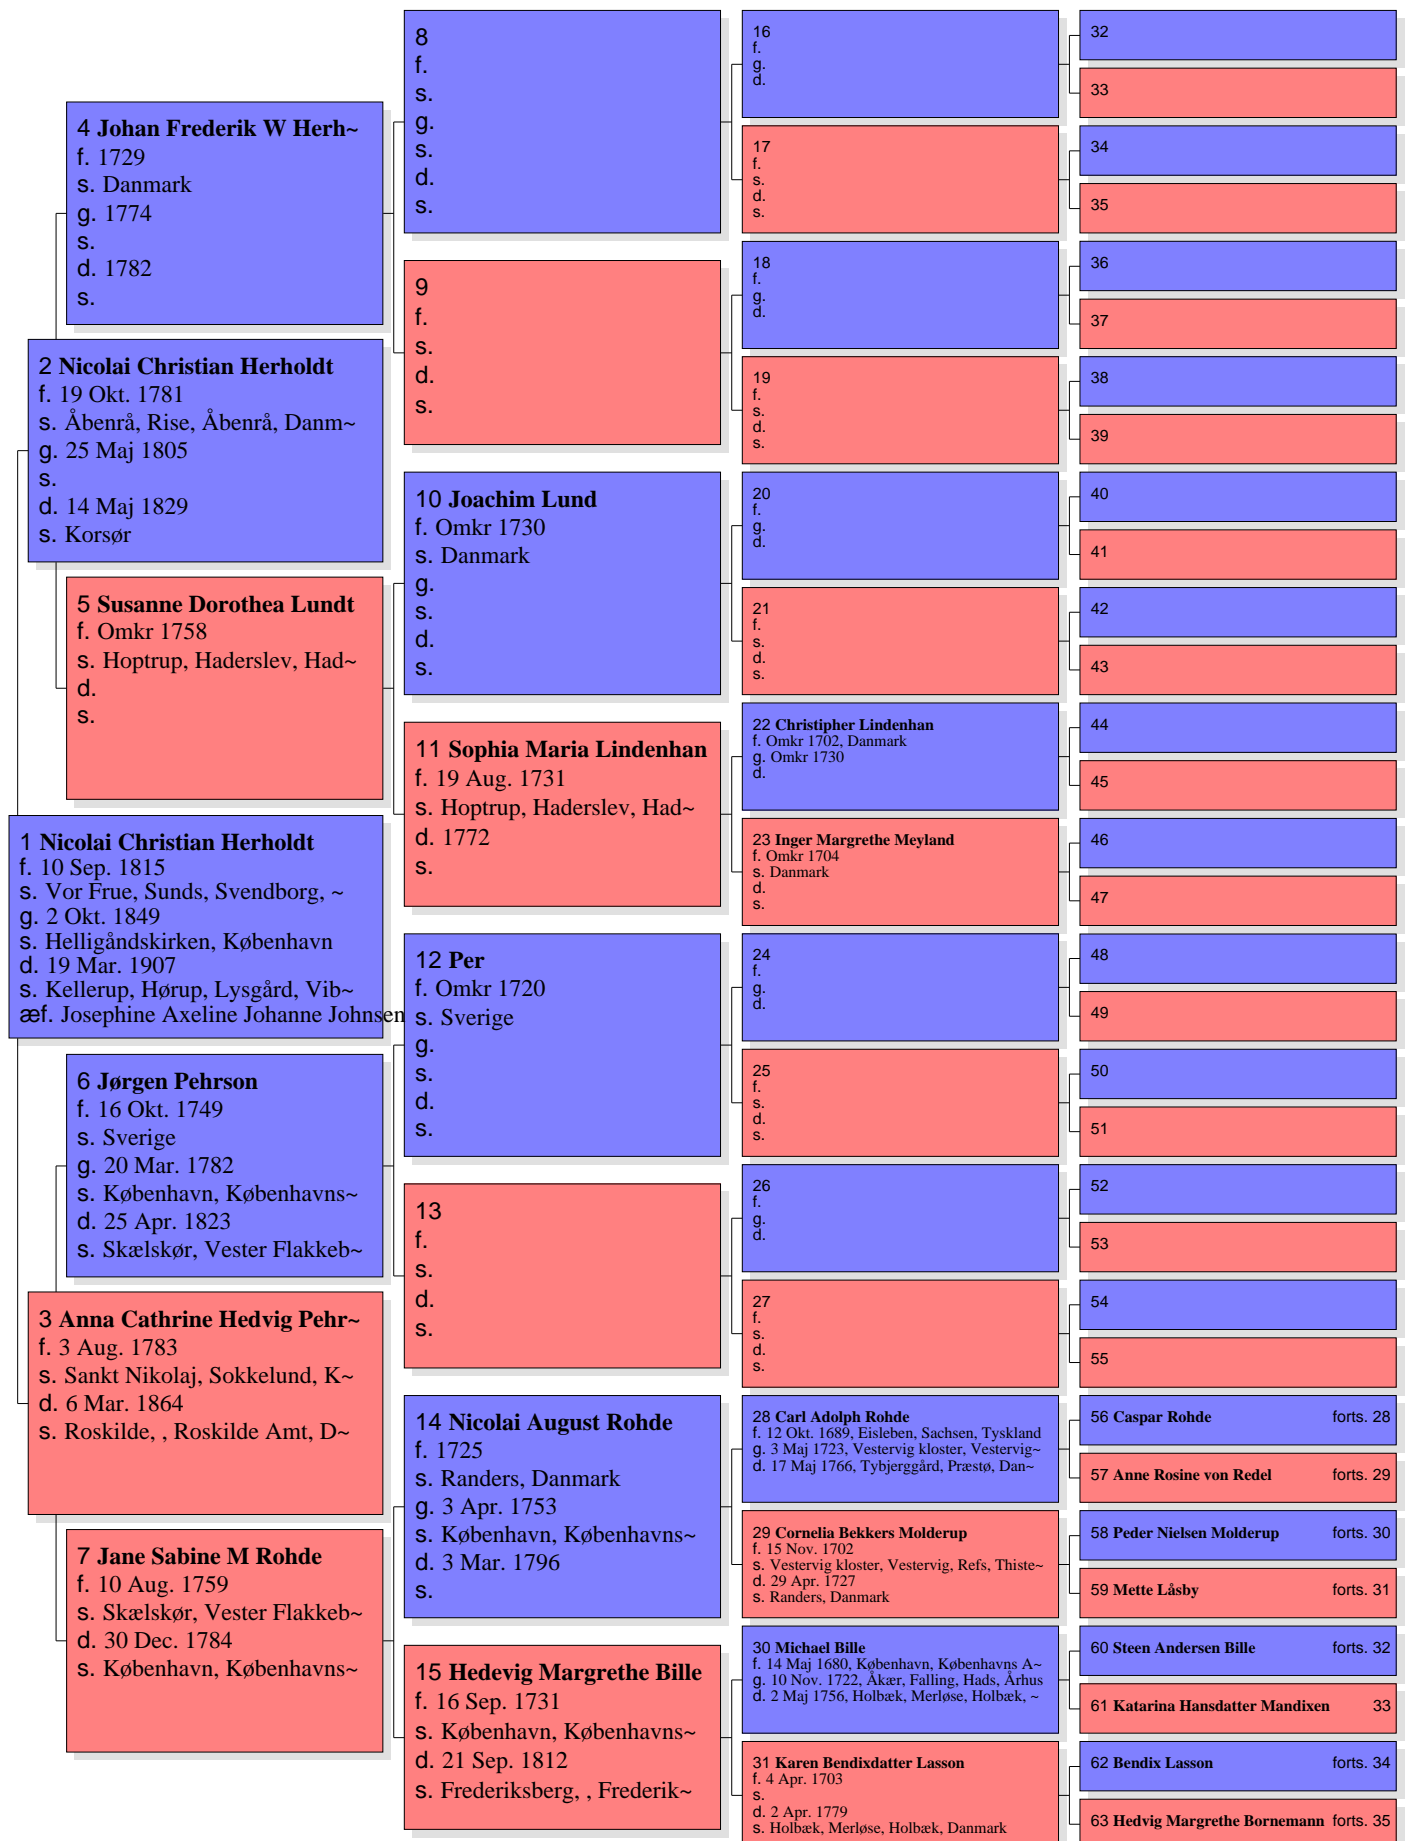 1 Nicolai Christian Herholdt
f. 10 Sep. 1815
s. Vor Frue, Sunds, Svendborg, ~
g. 2 Okt. 1849
s. Helligåndskirken, København
d. 19 Mar. 1907
s. Kellerup, Hørup, Lysgård, Vib~
æf. Josephine Axeline Johanne Johnsen
2 Nicolai Christian Herholdt
f. 19 Okt. 1781
s. Åbenrå, Rise, Åbenrå, Danm~
g. 25 Maj 1805
s.
d. 14 Maj 1829
s. Korsør
3 Anna Cathrine Hedvig Pehr~
f. 3 Aug. 1783
s. Sankt Nikolaj, Sokkelund, K~
d. 6 Mar. 1864
s. Roskilde, , Roskilde Amt, D~
4 Johan Frederik W Herh~
f. 1729
s. Danmark
g. 1774
s.
d. 1782
s.
5 Susanne Dorothea Lundt
f. Omkr 1758
s. Hoptrup, Haderslev, Had~
d.
s.
6 Jørgen Pehrson
f. 16 Okt. 1749
s. Sverige
g. 20 Mar. 1782
s. København, Københavns~
d. 25 Apr. 1823
s. Skælskør, Vester Flakkeb~
7 Jane Sabine M Rohde
f. 10 Aug. 1759
s. Skælskør, Vester Flakkeb~
d. 30 Dec. 1784
s. København, Københavns~
8
f.
s.
g.
s.
d.
s.
9
f.
s.
d.
s.
10 Joachim Lund
f. Omkr 1730
s. Danmark
g.
s.
d.
s.
11 Sophia Maria Lindenhan
f. 19 Aug. 1731
s. Hoptrup, Haderslev, Had~
d. 1772
s.
12 Per
f. Omkr 1720
s. Sverige
g.
s.
d.
s.
13
f.
s.
d.
s.
14 Nicolai August Rohde
f. 1725
s. Randers, Danmark
g. 3 Apr. 1753
s. København, Københavns~
d. 3 Mar. 1796
s.
15 Hedevig Margrethe Bille
f. 16 Sep. 1731
s. København, Københavns~
d. 21 Sep. 1812
s. Frederiksberg, , Frederik~
16
f.
g.
d.
17
f.
s.
d.
s.
18
f.
g.
d.
19
f.
s.
d.
s.
20
f.
g.
d.
21
f.
s.
d.
s.
22 Christipher Lindenhan
f. Omkr 1702, Danmark
g. Omkr 1730
d.
23 Inger Margrethe Meyland
f. Omkr 1704
s. Danmark
d.
s.
24
f.
g.
d.
25
f.
s.
d.
s.
26
f.
g.
d.
27
f.
s.
d.
s.
28 Carl Adolph Rohde
f. 12 Okt. 1689, Eisleben, Sachsen, Tyskland
g. 3 Maj 1723, Vestervig kloster, Vestervig~
d. 17 Maj 1766, Tybjerggård, Præstø, Dan~
29 Cornelia Bekkers Molderup
f. 15 Nov. 1702
s. Vestervig kloster, Vestervig, Refs, Thiste~
d. 29 Apr. 1727
s. Randers, Danmark
30 Michael Bille
f. 14 Maj 1680, København, Københavns A~
g. 10 Nov. 1722, Åkær, Falling, Hads, Århus
d. 2 Maj 1756, Holbæk, Merløse, Holbæk, ~
31 Karen Bendixdatter Lasson
f. 4 Apr. 1703
s.
d. 2 Apr. 1779
s. Holbæk, Merløse, Holbæk, Danmark
32
33
34
35
36
37
38
39
40
41
42
43
44
45
46
47
48
49
50
51
52
53
54
55
56 Caspar Rohde forts. 28
57 Anne Rosine von Redel forts. 29
58 Peder Nielsen Molderup forts. 30
59 Mette Låsby forts. 31
60 Steen Andersen Bille forts. 32
61 Katarina Hansdatter Mandixen 33
62 Bendix Lasson forts. 34
63 Hedvig Margrethe Bornemann forts. 35